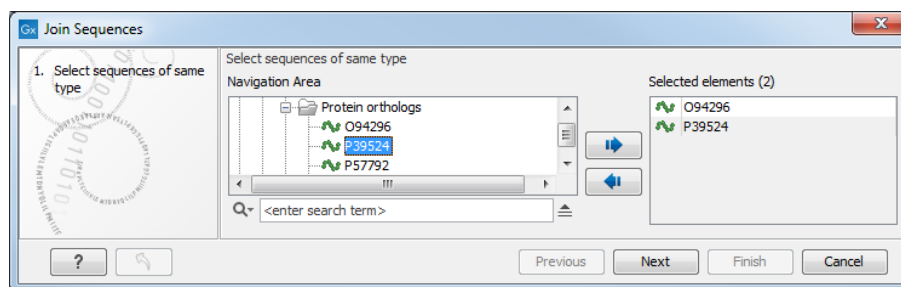 Gx Join Sequences
X
1. Select sequences of same type
Select sequences of same type
Navigation Area
Protein orthologs
O94296
P39524
P57792
<enter search term>
Selected elements (2)
O94296
P39524
?
Previous
Next
Finish
Cancel